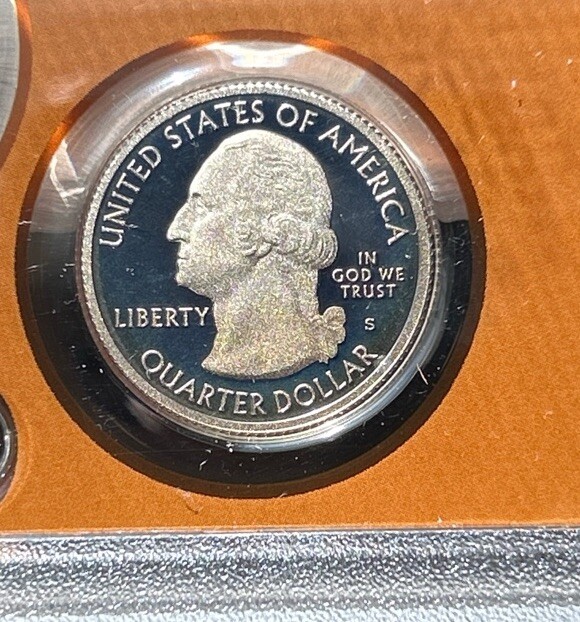 UNITED STATES OF AMERICA
IN
GOD WE
TRUST
LIBERTY
S
QUARTER DOLLAR